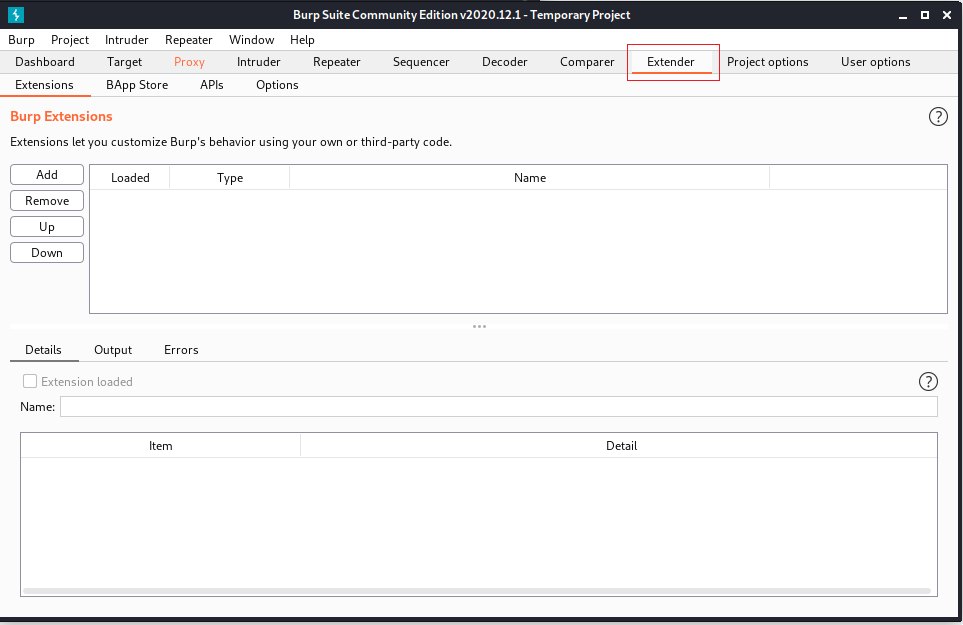 Burp Suite Community Edition v2020.12.1 - Temporary Project
Burp Project Intruder Repeater Window Help
Dashboard Target Proxy Intruder Repeater Sequencer Decoder Comparer Extender Project options User options
Extensions BApp Store APIs Options
Burp Extensions ?
Extensions let you customize Burp's behavior using your own or third-party code.
Add
Remove
Up
Down
Loaded Type Name
Details Output Errors
Extension loaded ?
Name:
Item Detail